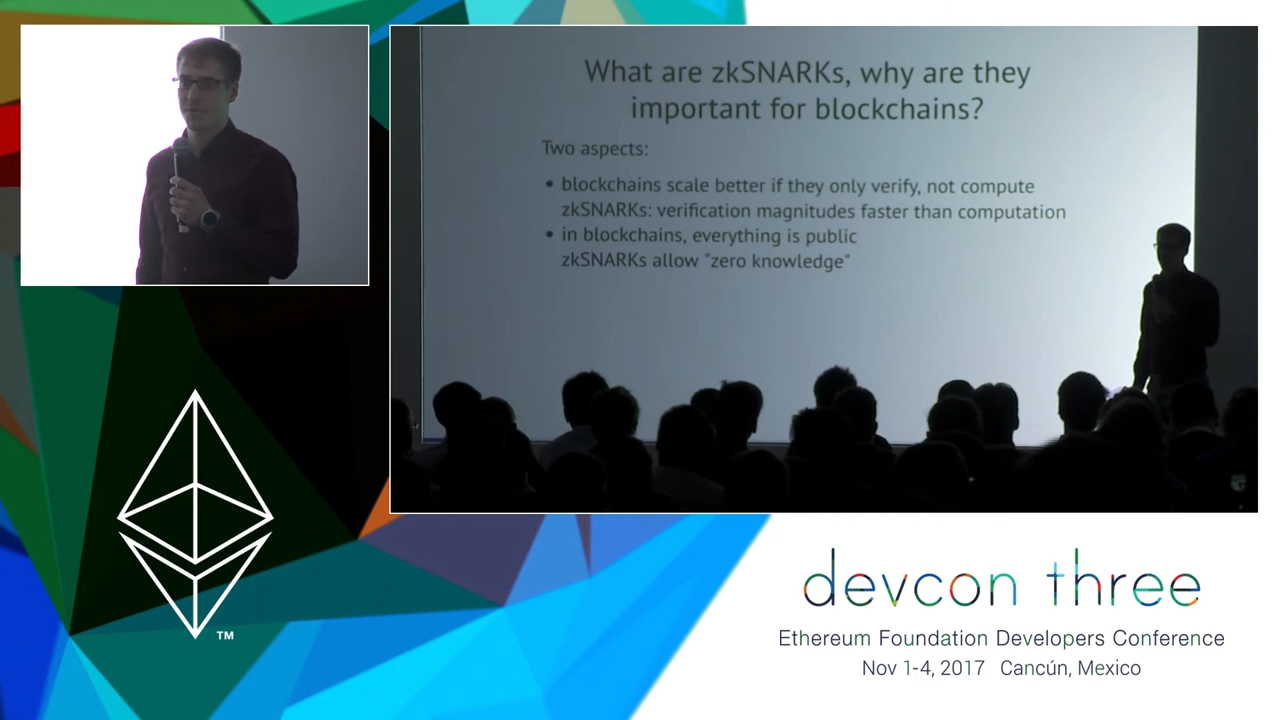 What are zkSNARKs, why are they
important for blockchains?
Two aspects:
• blockchains scale better if they only verify, not compute
zkSNARKs: verification magnitudes faster than computation
• in blockchains, everything is public
zkSNARKs allow "zero knowledge"
TM
devcon three
Ethereum Foundation Developers Conference
Nov 1-4, 2017 Cancún, Mexico